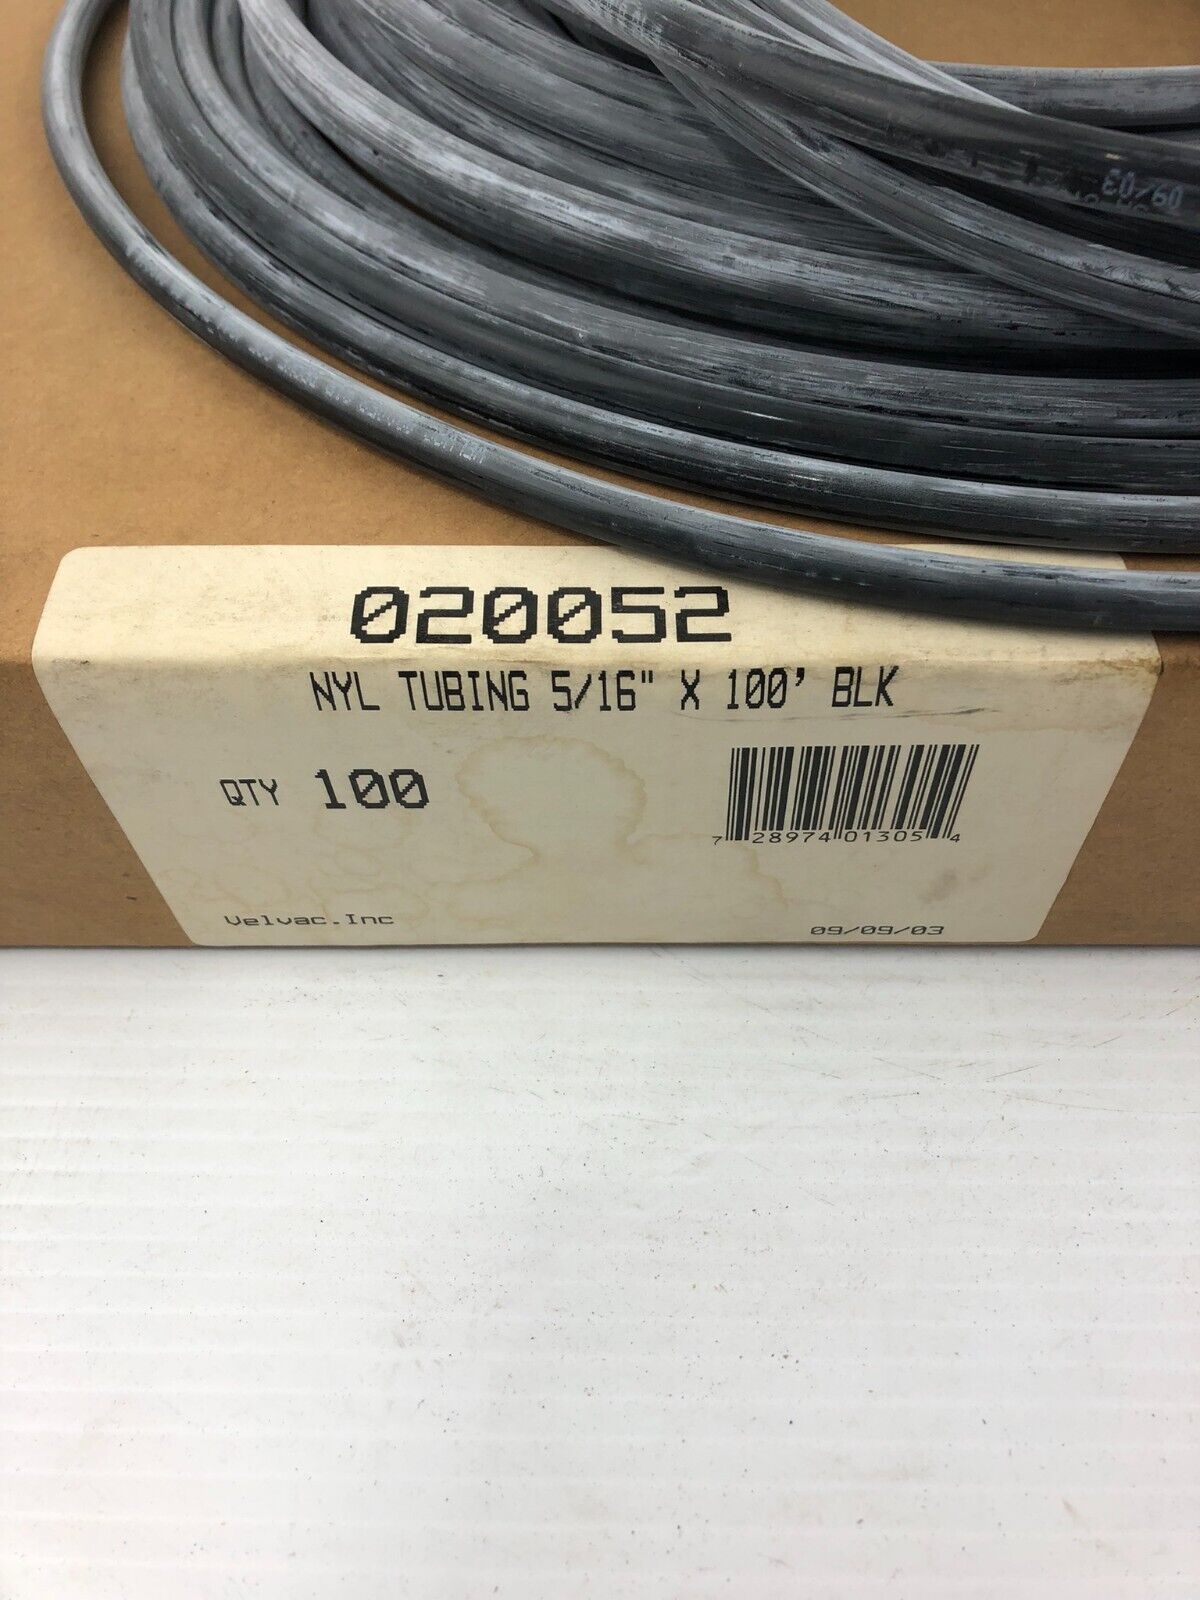 09/03
020052
NYL TUBING 5/16" X 100' BLK
QTY 100
7 28974 01305 4
Velvac.Inc
09/09/03